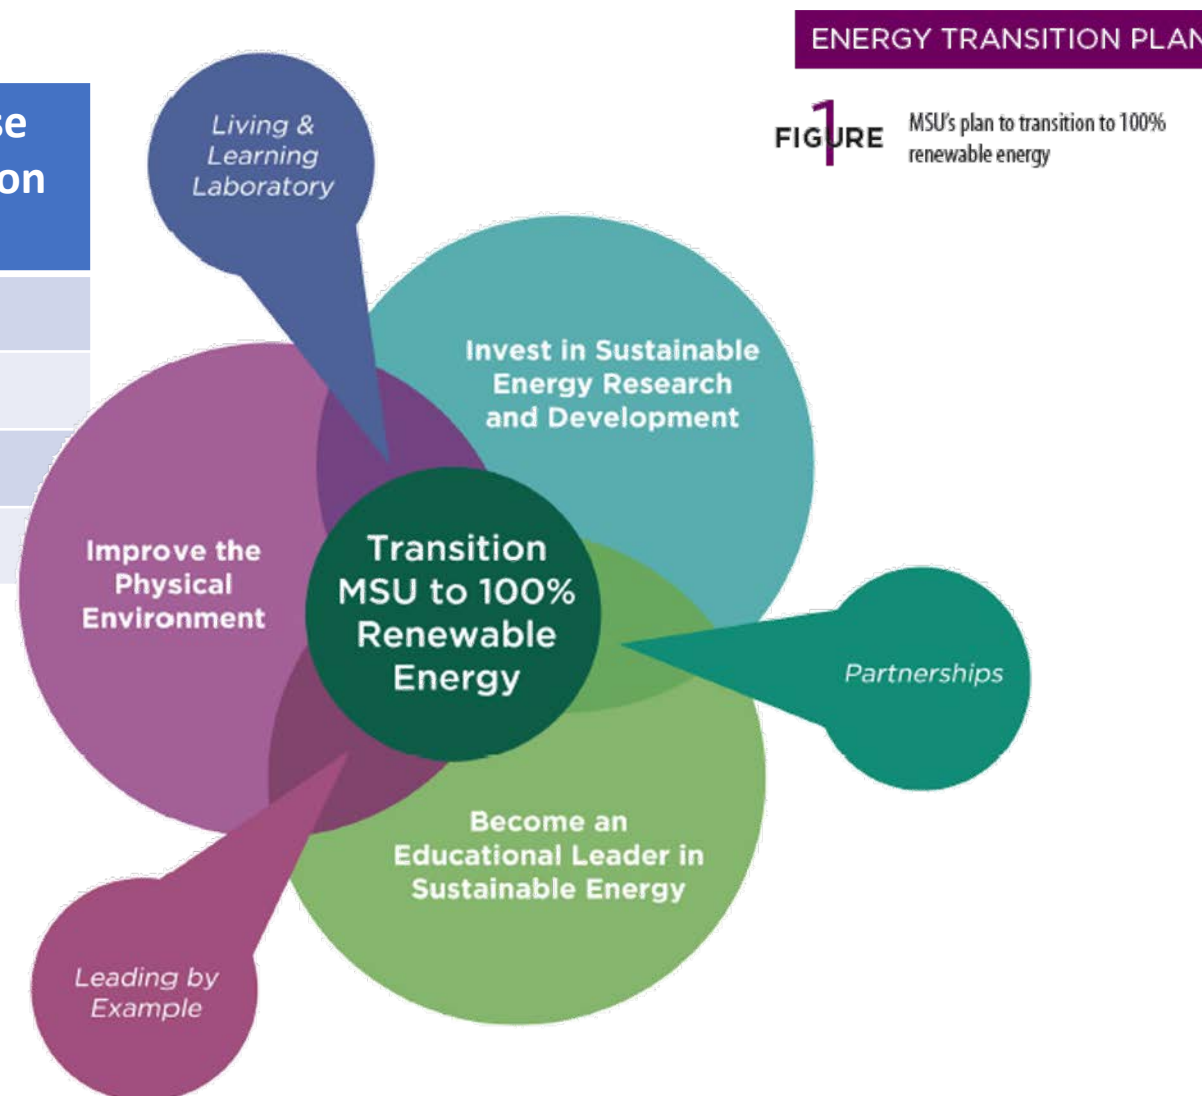 ENERGY TRANSITION PLAN
FIGURE 1
MSU's plan to transition to 100%
renewable energy
Living &
Learning
Laboratory
Invest in Sustainable
Energy Research
and Development
Improve the
Physical
Environment
Transition
MSU to 100%
Renewable
Energy
Partnerships
Become an
Educational Leader in
Sustainable Energy
Leading by
Example